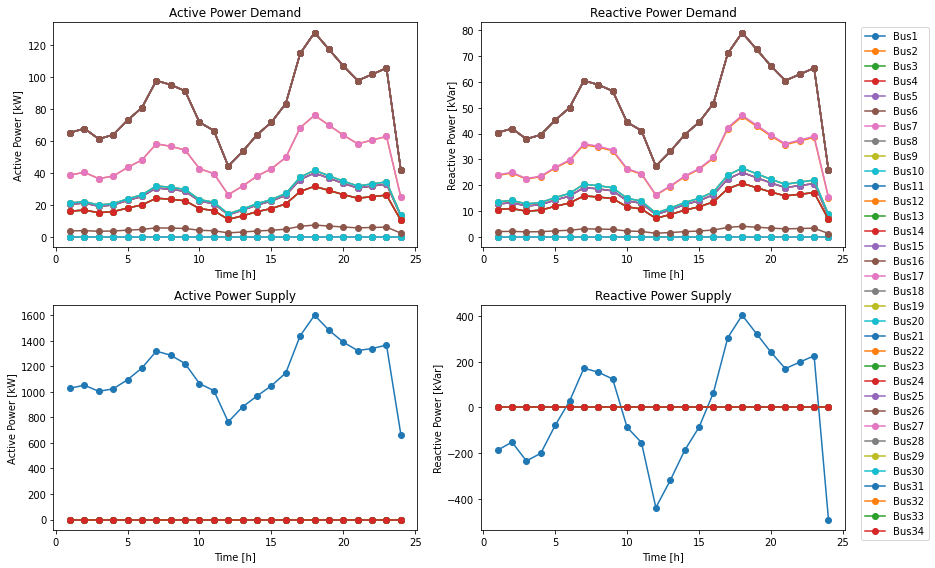 Active Power Demand
Active Power [kW]
120
100
80
60
40
20
0
0 5 10 15 20 25
Time [h]
Reactive Power Demand
Reactive Power [kVar]
80
70
60
50
40
30
20
10
0
0 5 10 15 20 25
Time [h]
Active Power Supply
Active Power [kW]
1600
1400
1200
1000
800
600
400
200
0
0 5 10 15 20 25
Time [h]
Reactive Power Supply
Reactive Power [kVar]
400
200
0
−200
−400
0 5 10 15 20 25
Time [h]
Bus1
Bus2
Bus3
Bus4
Bus5
Bus6
Bus7
Bus8
Bus9
Bus10
Bus11
Bus12
Bus13
Bus14
Bus15
Bus16
Bus17
Bus18
Bus19
Bus20
Bus21
Bus22
Bus23
Bus24
Bus25
Bus26
Bus27
Bus28
Bus29
Bus30
Bus31
Bus32
Bus33
Bus34